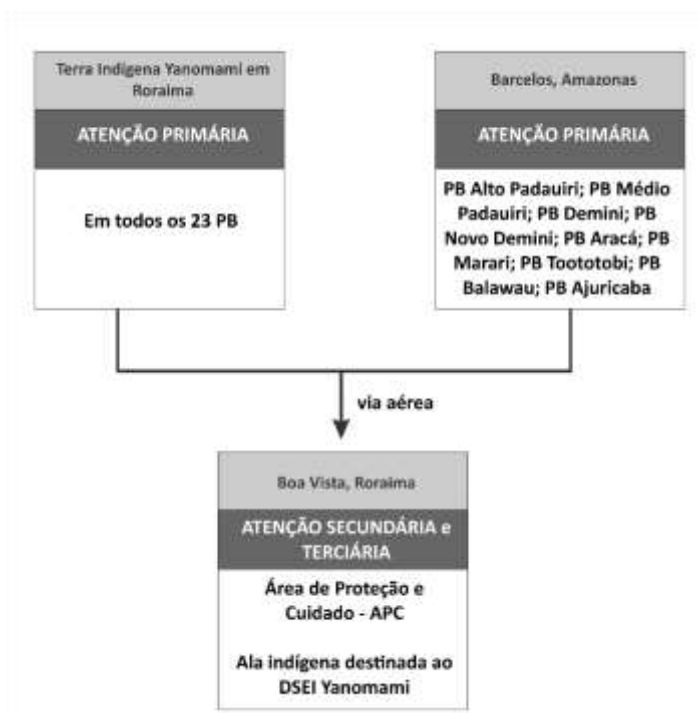 Terra Indígena Yanomami em
Roraima
ATENÇÃO PRIMÁRIA
Em todos os 23 PB
Barcelos, Amazonas
ATENÇÃO PRIMÁRIA
PB Alto Padauiri; PB Médio
Padauiri; PB Demini; PB
Novo Demini; PB Aracá; PB
Marari; PB Toototobi; PB
Balawau; PB Ajuricaba
via aérea
Boa Vista, Roraima
ATENÇÃO SECUNDÁRIA e
TERCIÁRIA
Área de Proteção e
Cuidado - APC
Ala indígena destinada ao
DSEI Yanomami